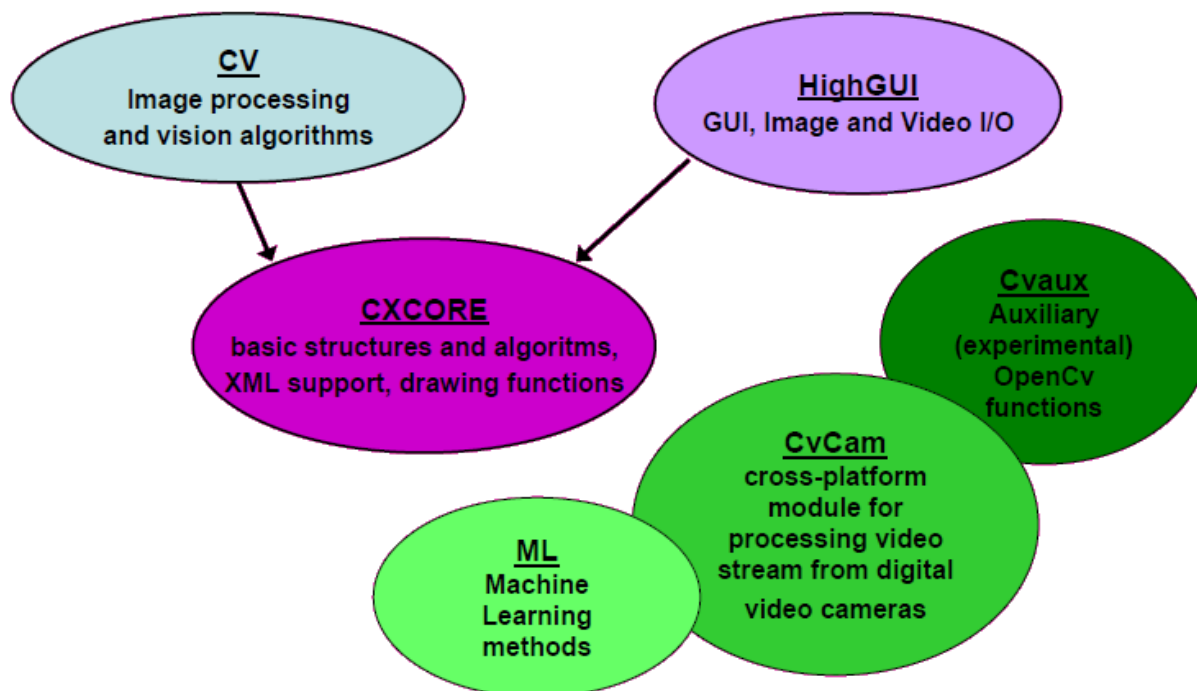 CV
Image processing
and vision algorithms
HighGUI
GUI, Image and Video I/O
CXCORE
basic structures and algoritms,
XML support, drawing functions
Cvaux
Auxiliary
(experimental)
OpenCv
functions
CvCam
cross-platform
module for
processing video
stream from digital
video cameras
ML
Machine
Learning
methods